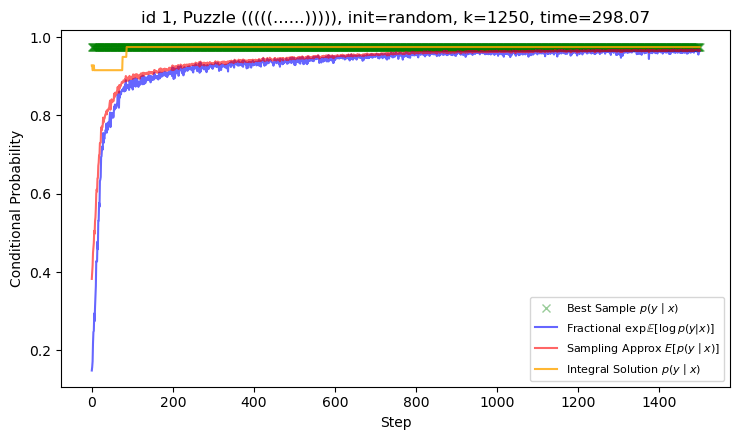 id 1, Puzzle (((((......))))), init=random, k=1250, time=298.07
Conditional Probability
1.0
0.8
0.6
0.4
0.2
0 200 400 600 800 1000 1200 1400
Step
Best Sample p(y | x)
Fractional exp𝔼[log p(y|x)]
Sampling Approx E[p(y | x)]
Integral Solution p(y | x)